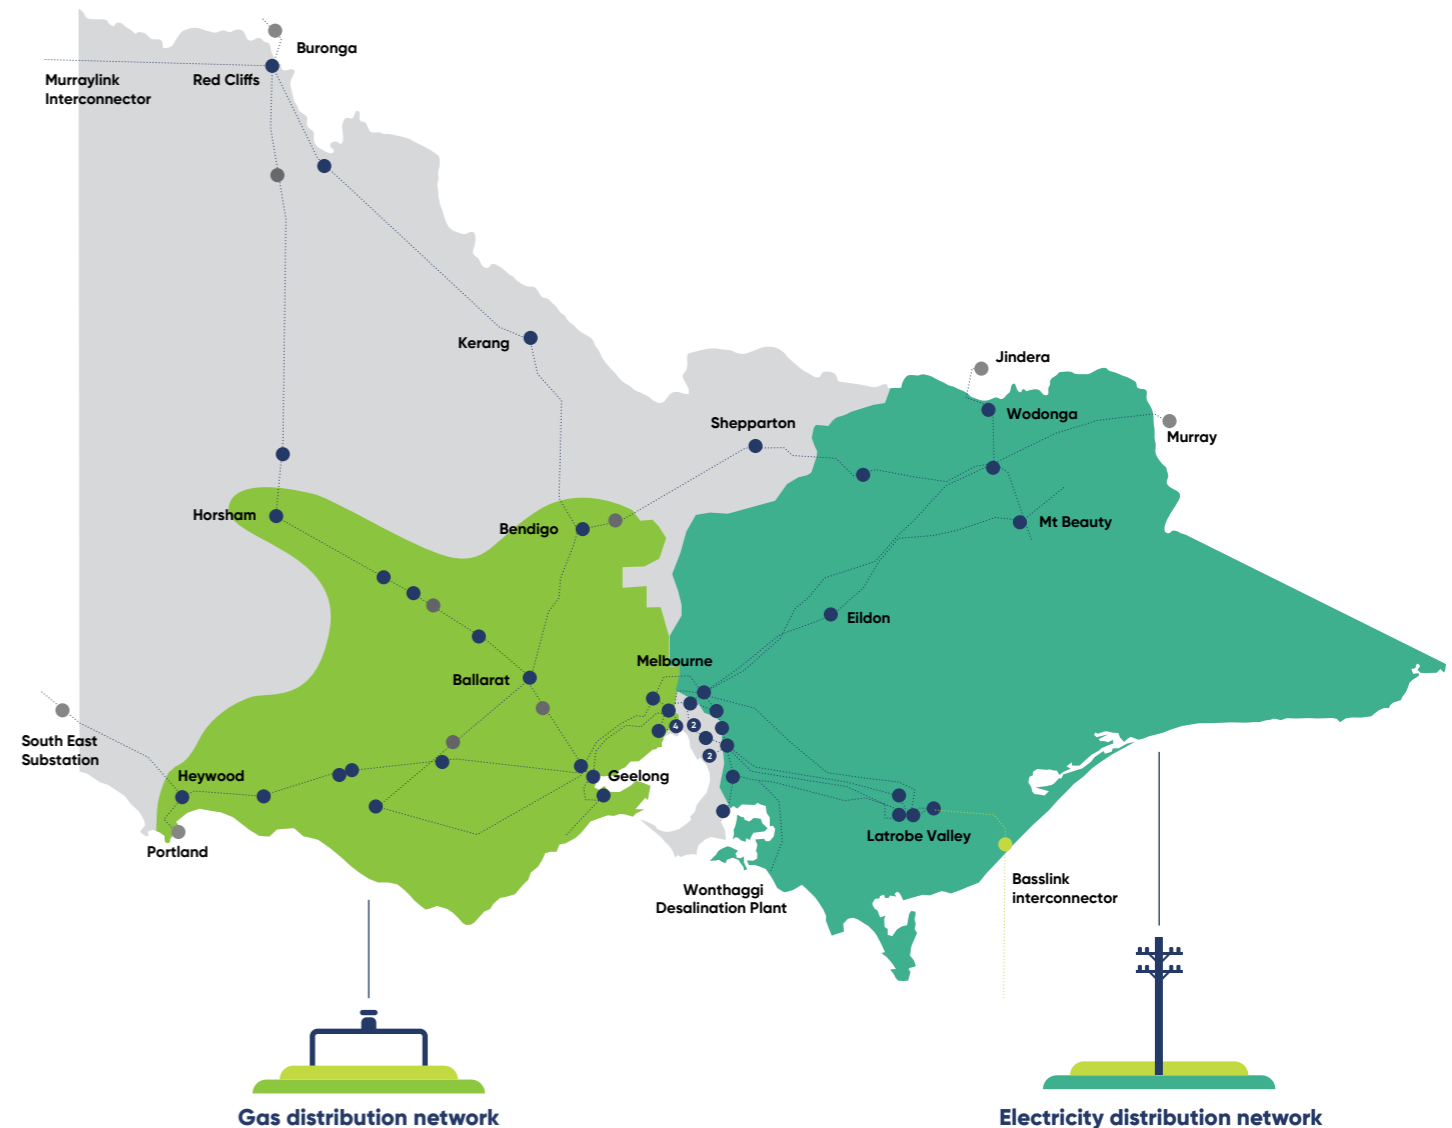 Buronga
Murraylink
Interconnector
Red Cliffs
Kerang
Jindera
Wodonga
Shepparton
Murray
Horsham
Bendigo
Mt Beauty
Eildon
Melbourne
Ballarat
4
2
2
South East
Substation
Heywood
Geelong
Portland
Latrobe Valley
Wonthaggi
Desalination Plant
Basslink
interconnector
Gas distribution network
Electricity distribution network